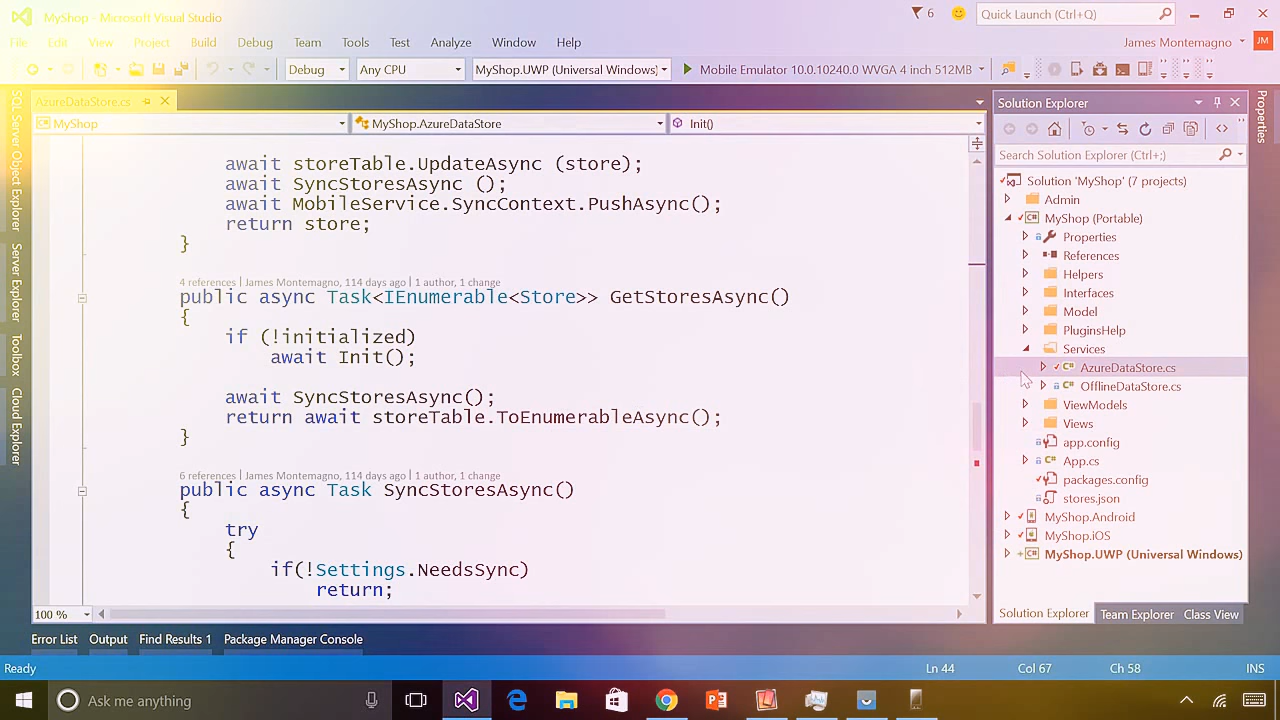 MyShop - Microsoft Visual Studio
6
Quick Launch (Ctrl+Q)
File Edit View Project Build Debug Team Tools Test Analyze Window Help
James Montemagno
JM
Debug
Any CPU
MyShop.UWP (Universal Windows)
Mobile Emulator 10.0.10240.0 WVGA 4 inch 512MB
SQL Server Object Explorer
Server Explorer
Toolbox
Cloud Explorer
AzureDataStore.cs
MyShop
MyShop.AzureDataStore
Init()
await storeTable.UpdateAsync (store);
await SyncStoresAsync ();
await MobileService.SyncContext.PushAsync();
return store;
}
4 references | James Montemagno, 114 days ago | 1 author, 1 change
public async Task<IEnumerable<Store>> GetStoresAsync()
{
if (!initialized)
await Init();
await SyncStoresAsync();
return await storeTable.ToEnumerableAsync();
}
6 references | James Montemagno, 114 days ago | 1 author, 1 change
public async Task SyncStoresAsync()
{
try
{
if(!Settings.NeedsSync)
return;
100 %
Solution Explorer
Search Solution Explorer (Ctrl+;)
Solution 'MyShop' (7 projects)
Admin
MyShop (Portable)
Properties
References
Helpers
Interfaces
Model
PluginsHelp
Services
AzureDataStore.cs
OfflineDataStore.cs
ViewModels
Views
app.config
App.cs
packages.config
stores.json
MyShop.Android
MyShop.iOS
MyShop.UWP (Universal Windows)
Solution Explorer Team Explorer Class View
Properties
Error List Output Find Results 1 Package Manager Console
Ready
Ln 44 Col 67 Ch 58 INS
Ask me anything